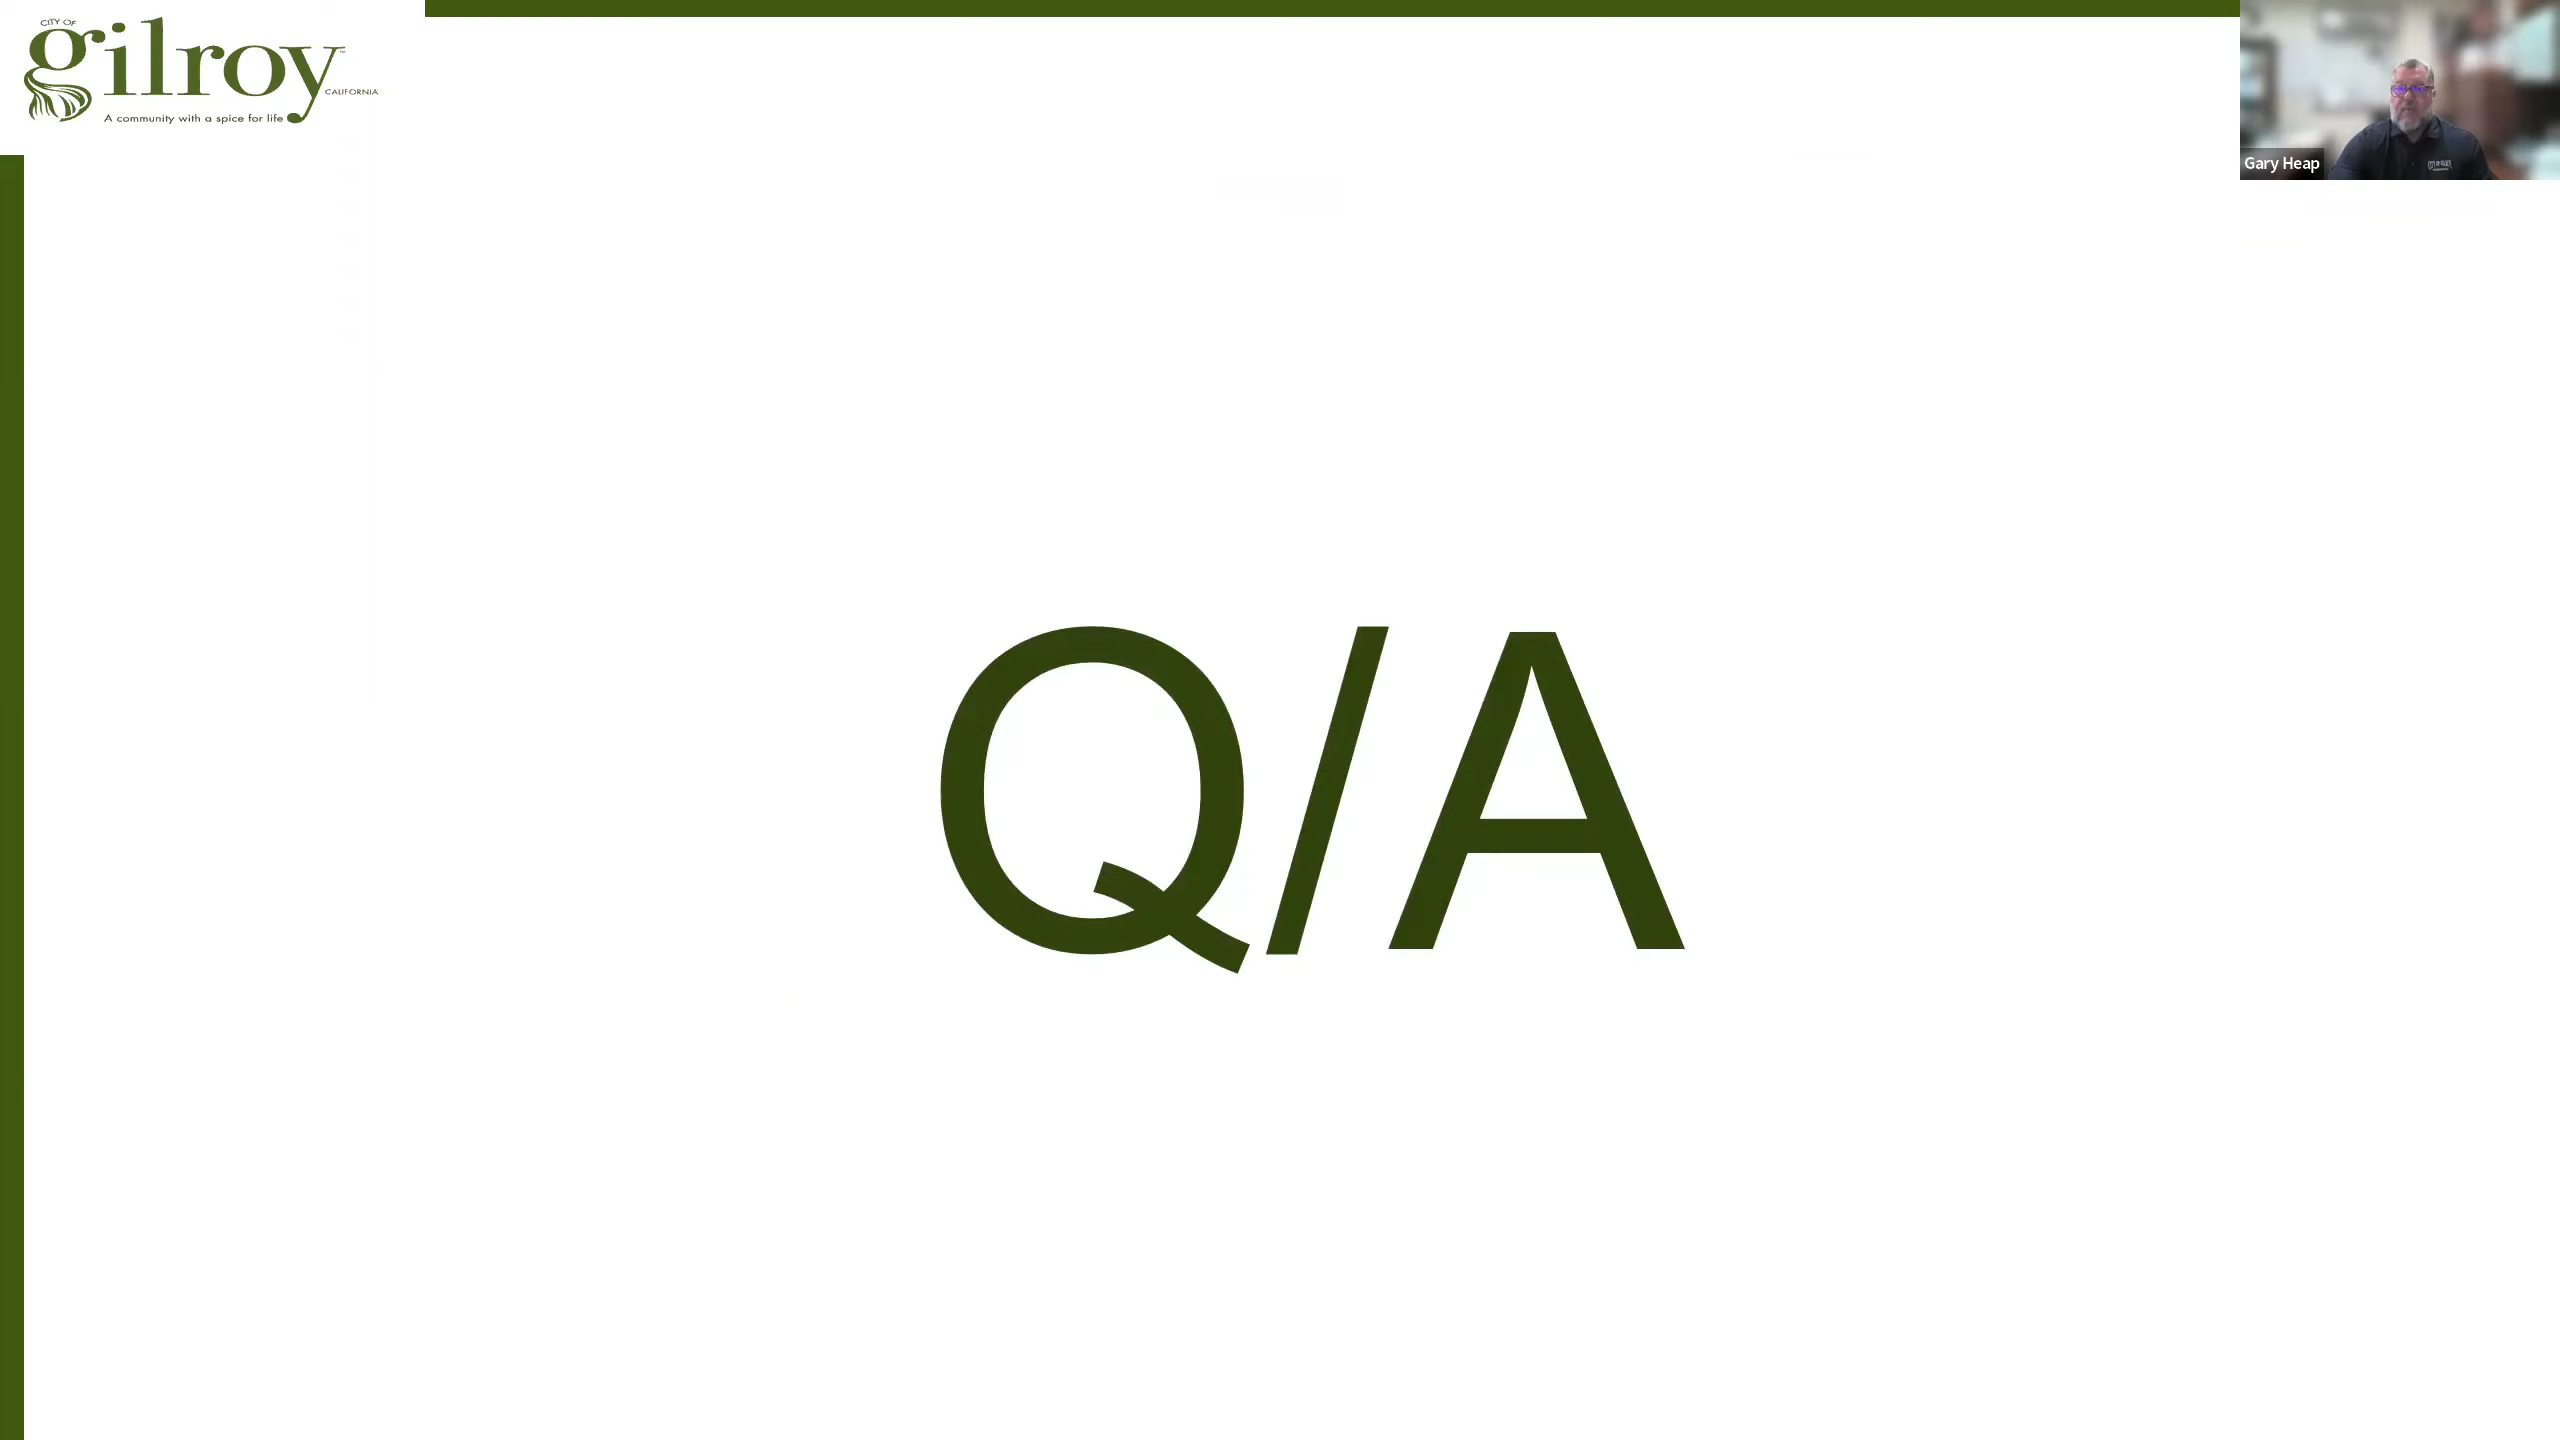 CITY OF
gilroy
CALIFORNIA
A community with a spice for life
Gary Heap
Q/A